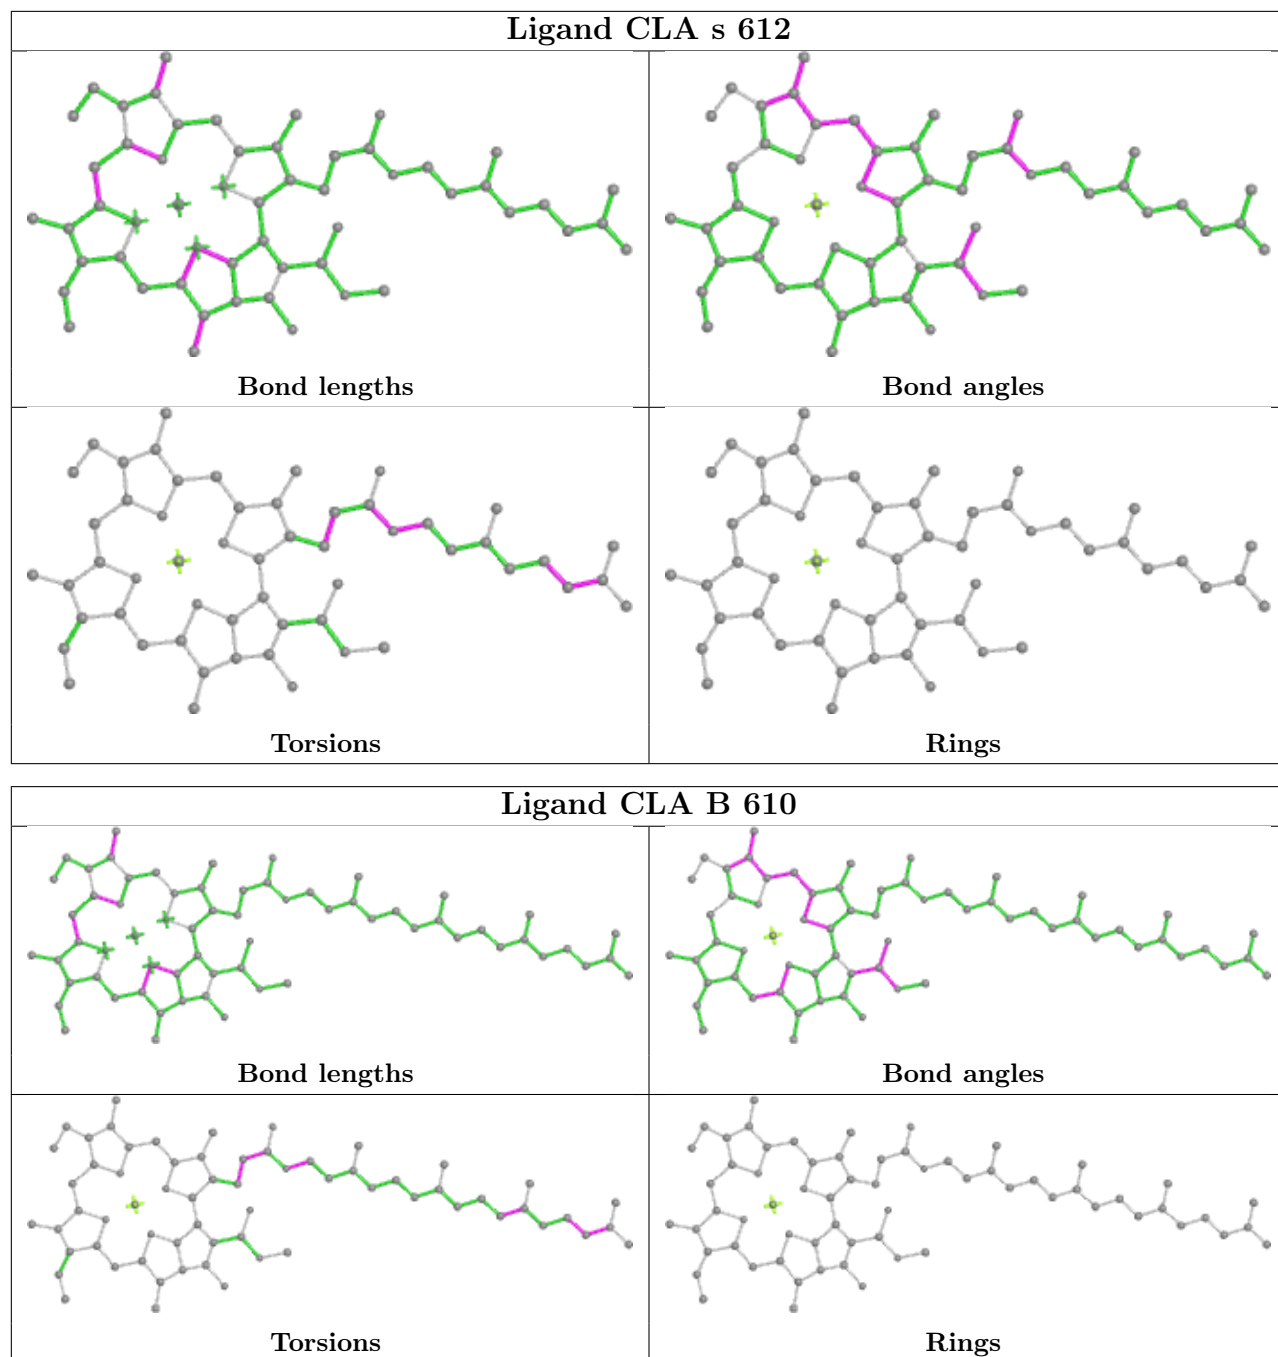 Ligand CLA s 612
Bond lengths
Bond angles
Torsions
Rings
Ligand CLA B 610
Bond lengths
Bond angles
Torsions
Rings